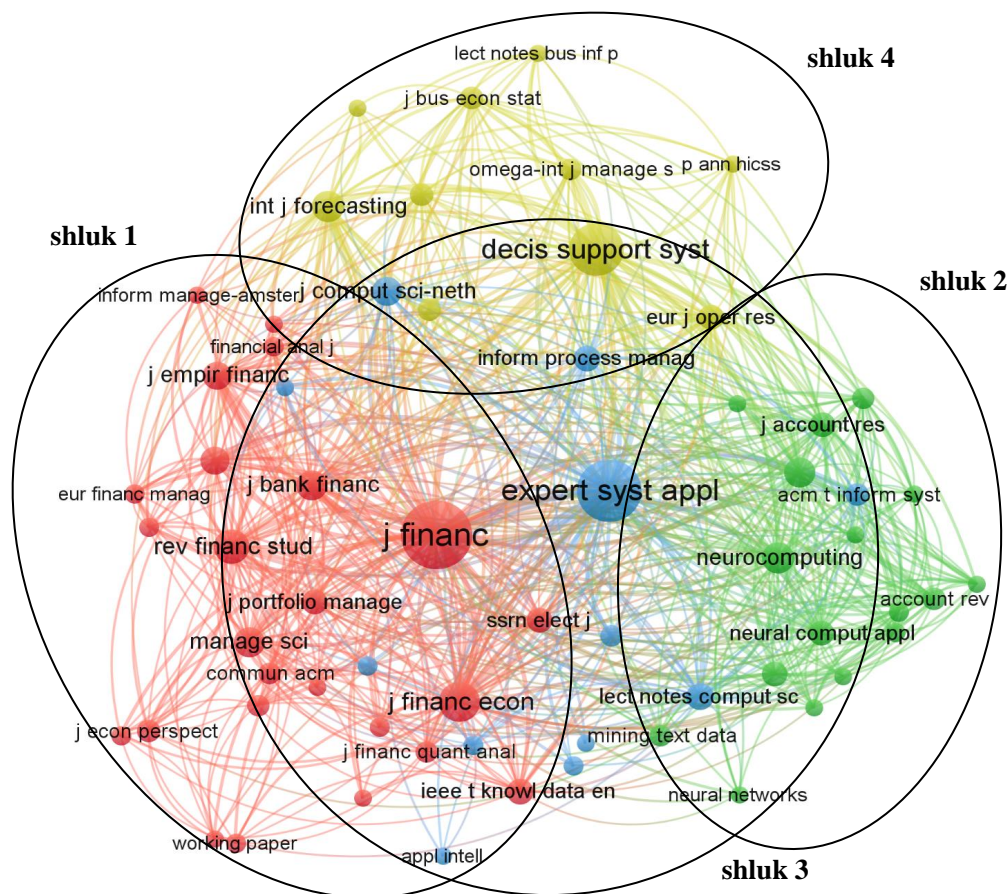 lect notes bus inf p
shluk 4
j bus econ stat
omega-int j manage s
p ann hicss
int j forecasting
shluk 1
decis support syst
shluk 2
inform manage-amster
j comput sci-neth
eur j oper res
financial anal j
inform process manag
j empir financ
j account res
eur financ manag
j bank financ
expert syst appl
acm t inform syst
j financ
rev financ stud
neurocomputing
j portfolio manage
account rev
ssrn elect j
manage sci
neural comput appl
commun acm
j financ econ
lect notes comput sc
j econ perspect
mining text data
j financ quant anal
ieee t knowl data en
neural networks
working paper
appl intell
shluk 3